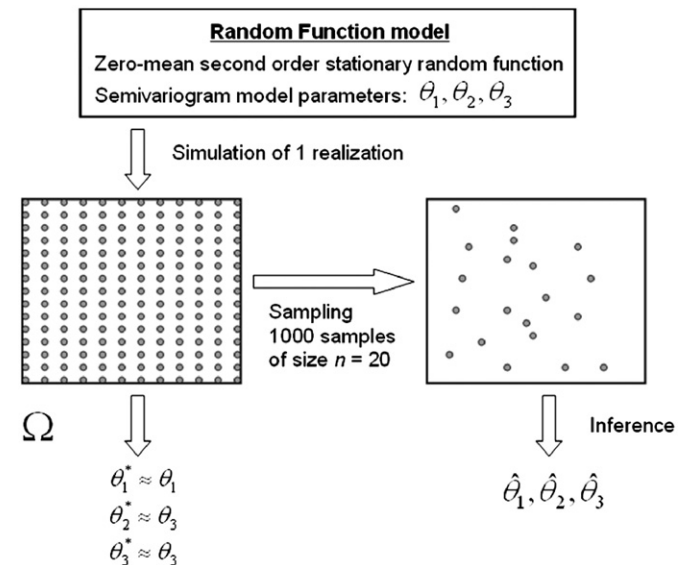 Random Function model
Zero-mean second order stationary random function
Semivariogram model parameters: θ₁, θ₂, θ₃
Simulation of 1 realization
Sampling
1000 samples
of size n = 20
Ω
Inference
θ₁* ≈ θ₁
θ₂* ≈ θ₃
θ₃* ≈ θ₃
θ̂₁, θ̂₂, θ̂₃